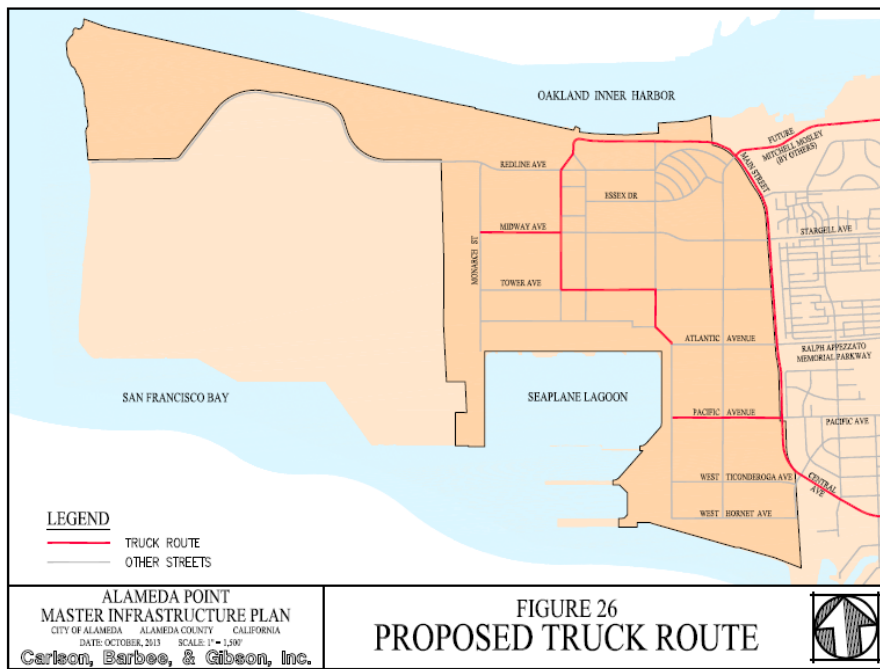 OAKLAND INNER HARBOR
FUTURE
MITCHELL MOSLEY
(BY OTHERS)
MAIN STREET
REDLINE AVE
ESSEX DR
STARGELL AVE
MIDWAY AVE
MONARCH ST
TOWER AVE
ATLANTIC AVENUE
RALPH APPEZZATO
MEMORIAL PARKWAY
SAN FRANCISCO BAY
SEAPLANE LAGOON
PACIFIC AVENUE
PACIFIC AVE
WEST TICONDEROGA AVE
CENTRAL
AVE
WEST HORNET AVE
LEGEND
TRUCK ROUTE
OTHER STREETS
ALAMEDA POINT
MASTER INFRASTRUCTURE PLAN
CITY OF ALAMEDA ALAMEDA COUNTY CALIFORNIA
DATE: OCTOBER, 2013 SCALE: 1" = 1,500'
Carlson, Barbee, & Gibson, Inc.
FIGURE 26
PROPOSED TRUCK ROUTE